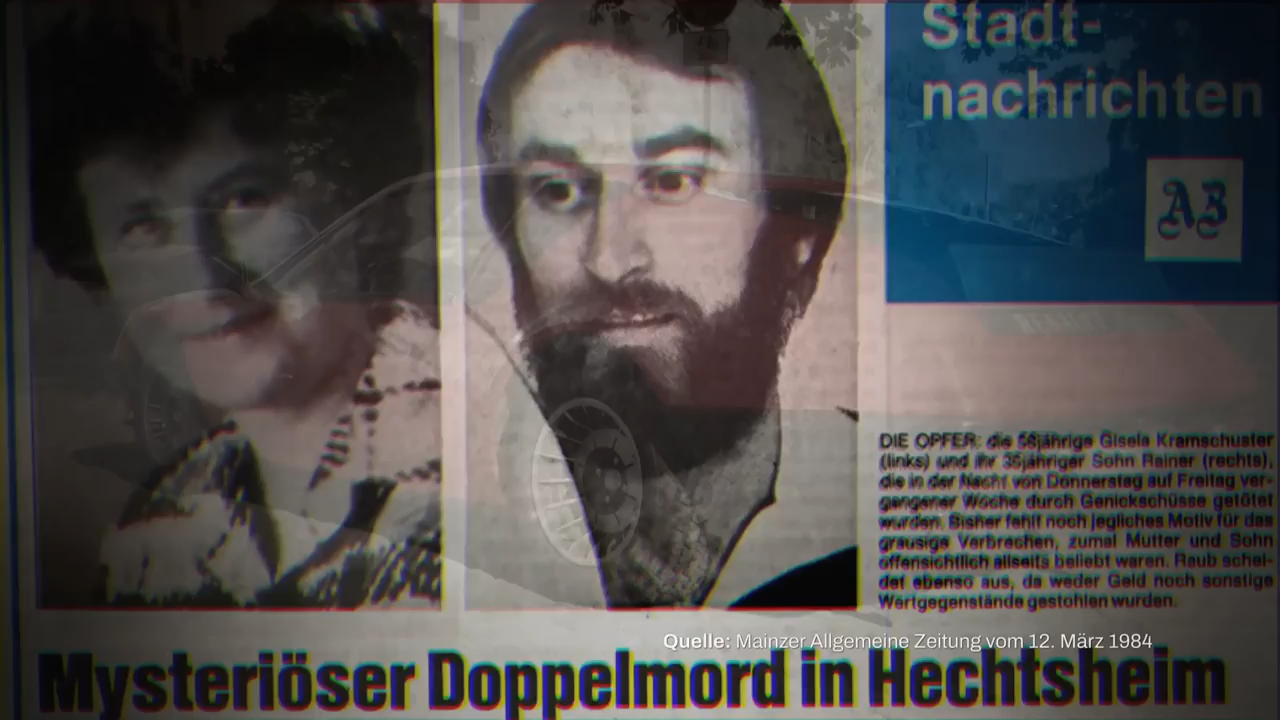 Stadt-
nachrichten
AZ
DIE OPFER: die 56jährige Gisela Kramschuster
(links) und ihr 35jähriger Sohn Rainer (rechts),
die in der Nacht von Donnerstag auf Freitag ver-
gangener Woche durch Genickschüsse getötet
wurden. Bisher fehlt noch jegliches Motiv für das
grausige Verbrechen, zumal Mutter und Sohn
offensichtlich allseits beliebt waren. Raub schei-
det ebenso aus, da weder Geld noch sonstige
Wertgegenstände gestohlen wurden.
Quelle: Mainzer Allgemeine Zeitung vom 12. März 1984
Mysteriöser Doppelmord in Hechtsheim